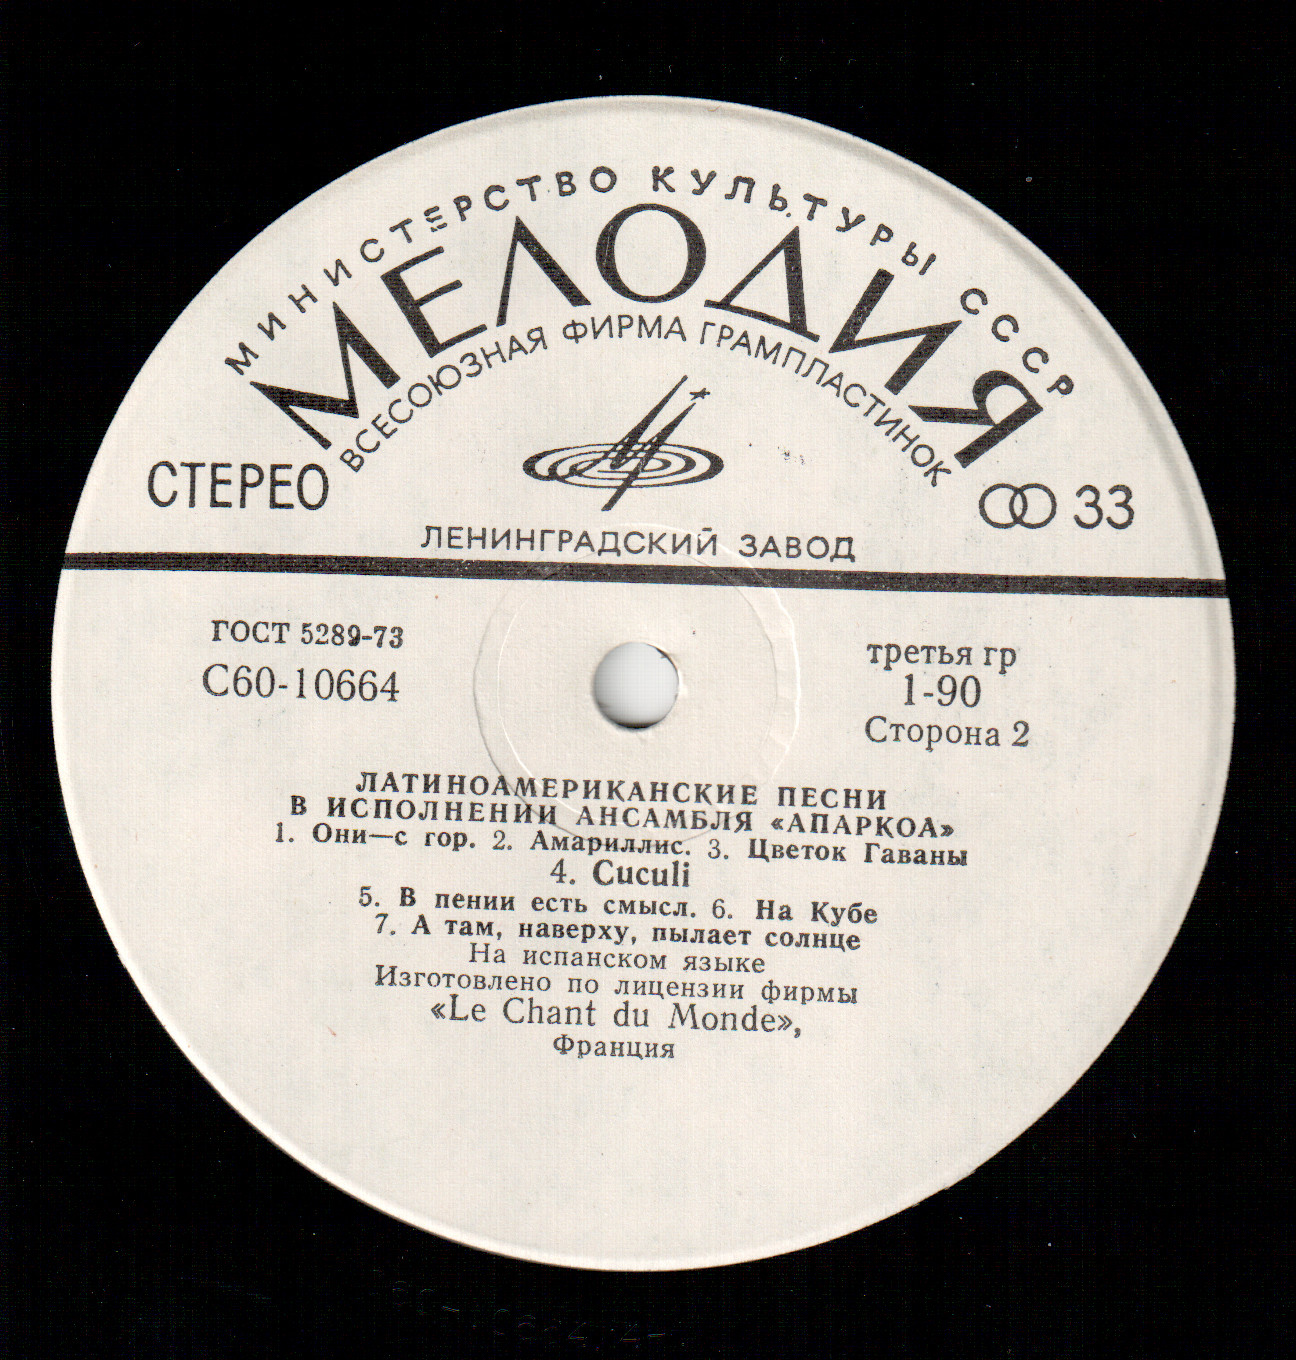 МИНИСТЕРСТВО КУЛЬТУРЫ СССР
МЕЛОДИЯ
ВСЕСОЮЗНАЯ ФИРМА ГРАМПЛАСТИНОК
СТЕРЕО
33
ЛЕНИНГРАДСКИЙ ЗАВОД
ГОСТ 5289-73
С60-10664
третья гр
1-90
Сторона 2
ЛАТИНОАМЕРИКАНСКИЕ ПЕСНИ
В ИСПОЛНЕНИИ АНСАМБЛЯ «АПАРКОА»
1. Они—с гор. 2. Амариллис. 3. Цветок Гаваны
4. Cuculi
5. В пении есть смысл. 6. На Кубе
7. А там, наверху, пылает солнце
На испанском языке
Изготовлено по лицензии фирмы
«Le Chant du Monde»,
Франция